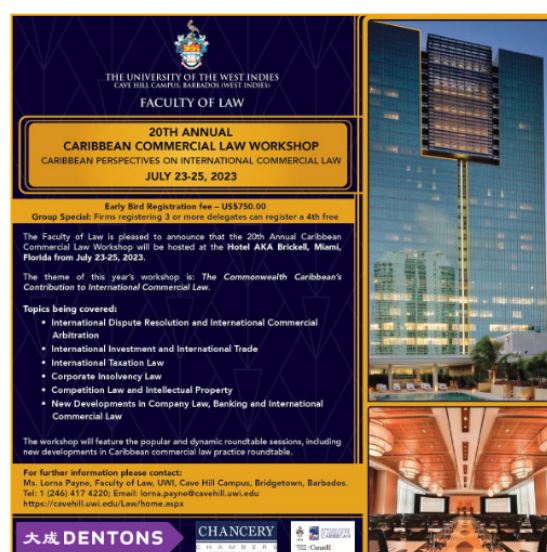 THE UNIVERSITY OF THE WEST INDIES
CAVE HILL CAMPUS, BARBADOS (WEST INDIES)
FACULTY OF LAW
20TH ANNUAL
CARIBBEAN COMMERCIAL LAW WORKSHOP
CARIBBEAN PERSPECTIVES ON INTERNATIONAL COMMERCIAL LAW
JULY 23-25, 2023
Early Bird Registration fee – US$750.00
Group Special: Firms registering 3 or more delegates can register a 4th free
The Faculty of Law is pleased to announce that the 20th Annual Caribbean
Commercial Law Workshop will be hosted at the Hotel AKA Brickell, Miami,
Florida from July 23-25, 2023.
The theme of this year's workshop is: The Commonwealth Caribbean's
Contribution to International Commercial Law.
Topics being covered:
• International Dispute Resolution and International Commercial
Arbitration
• International Investment and International Trade
• International Taxation Law
• Corporate Insolvency Law
• Competition Law and Intellectual Property
• New Developments in Company Law, Banking and International
Commercial Law
The workshop will feature the popular and dynamic roundtable sessions, including
new developments in Caribbean commercial law practice roundtable.
For further information please contact:
Ms. Lorna Payne, Faculty of Law, UWI, Cave Hill Campus, Bridgetown, Barbados.
Tel: 1 (246) 417 4220; Email: lorna.payne@cavehill.uwi.edu
https://cavehill.uwi.edu/Law/home.aspx
大成 DENTONS
CHANCERY
CHAMBERS
CARIBBEAN
Canada